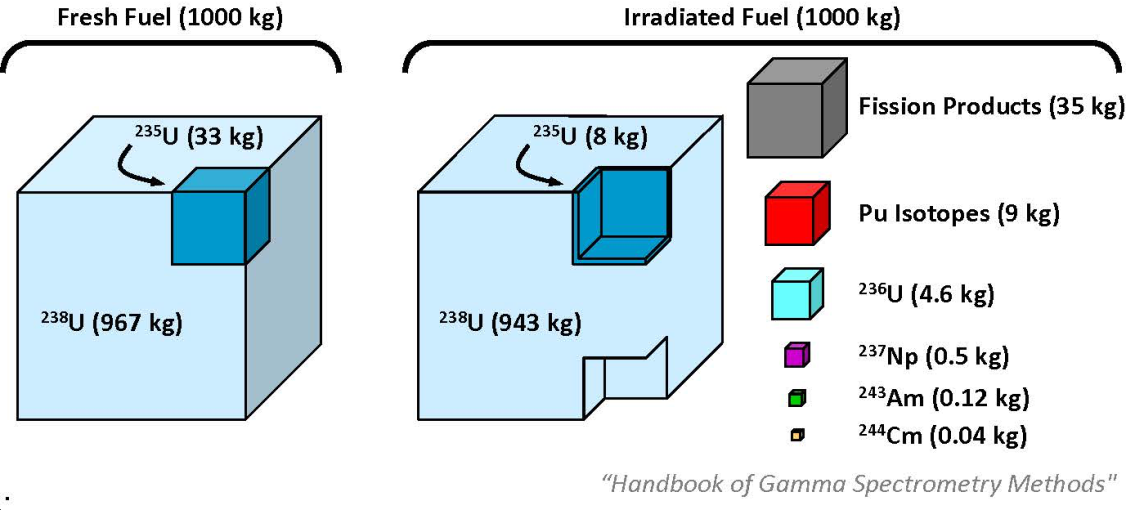 Fresh Fuel (1000 kg)
Irradiated Fuel (1000 kg)
²³⁵U (33 kg)
²³⁸U (967 kg)
²³⁵U (8 kg)
²³⁸U (943 kg)
Fission Products (35 kg)
Pu Isotopes (9 kg)
²³⁶U (4.6 kg)
²³⁷Np (0.5 kg)
²⁴³Am (0.12 kg)
²⁴⁴Cm (0.04 kg)
“Handbook of Gamma Spectrometry Methods"
.